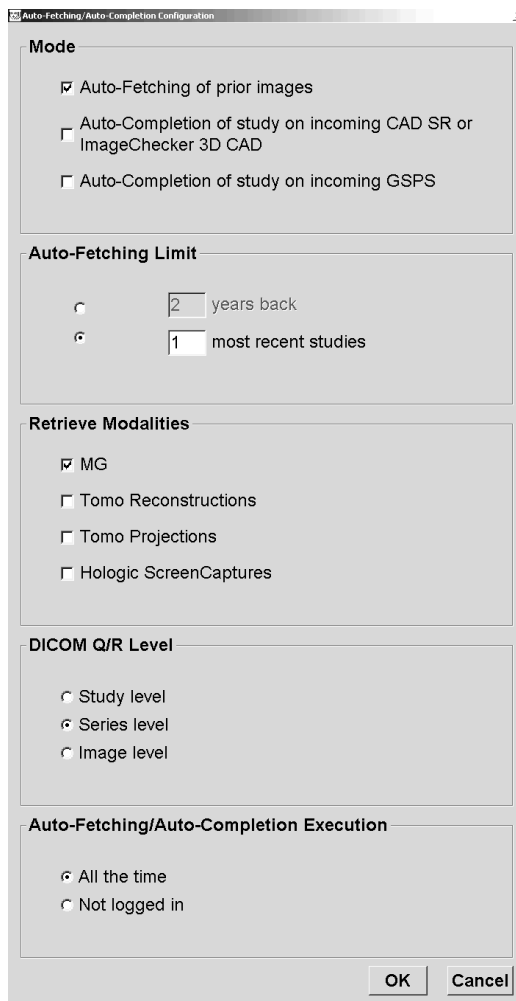 Auto-Fetching/Auto-Completion Configuration
Mode
Auto-Fetching of prior images
Auto-Completion of study on incoming CAD SR or
ImageChecker 3D CAD
Auto-Completion of study on incoming GSPS
Auto-Fetching Limit
2 years back
1 most recent studies
Retrieve Modalities
MG
Tomo Reconstructions
Tomo Projections
Hologic ScreenCaptures
DICOM Q/R Level
Study level
Series level
Image level
Auto-Fetching/Auto-Completion Execution
All the time
Not logged in
OK Cancel